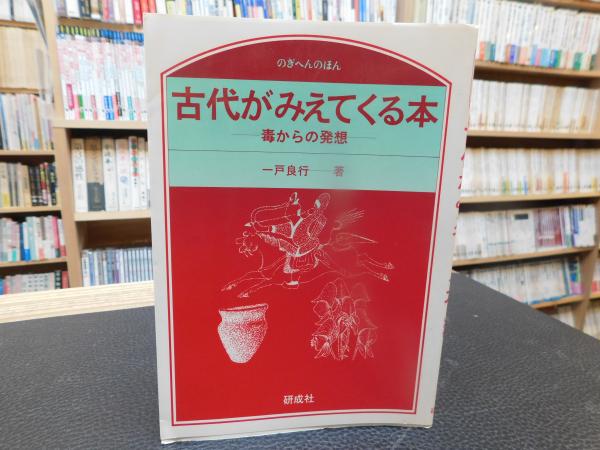 のぎへんのほん
古代がみえてくる本
毒からの発想
一戸良行 著
研成社